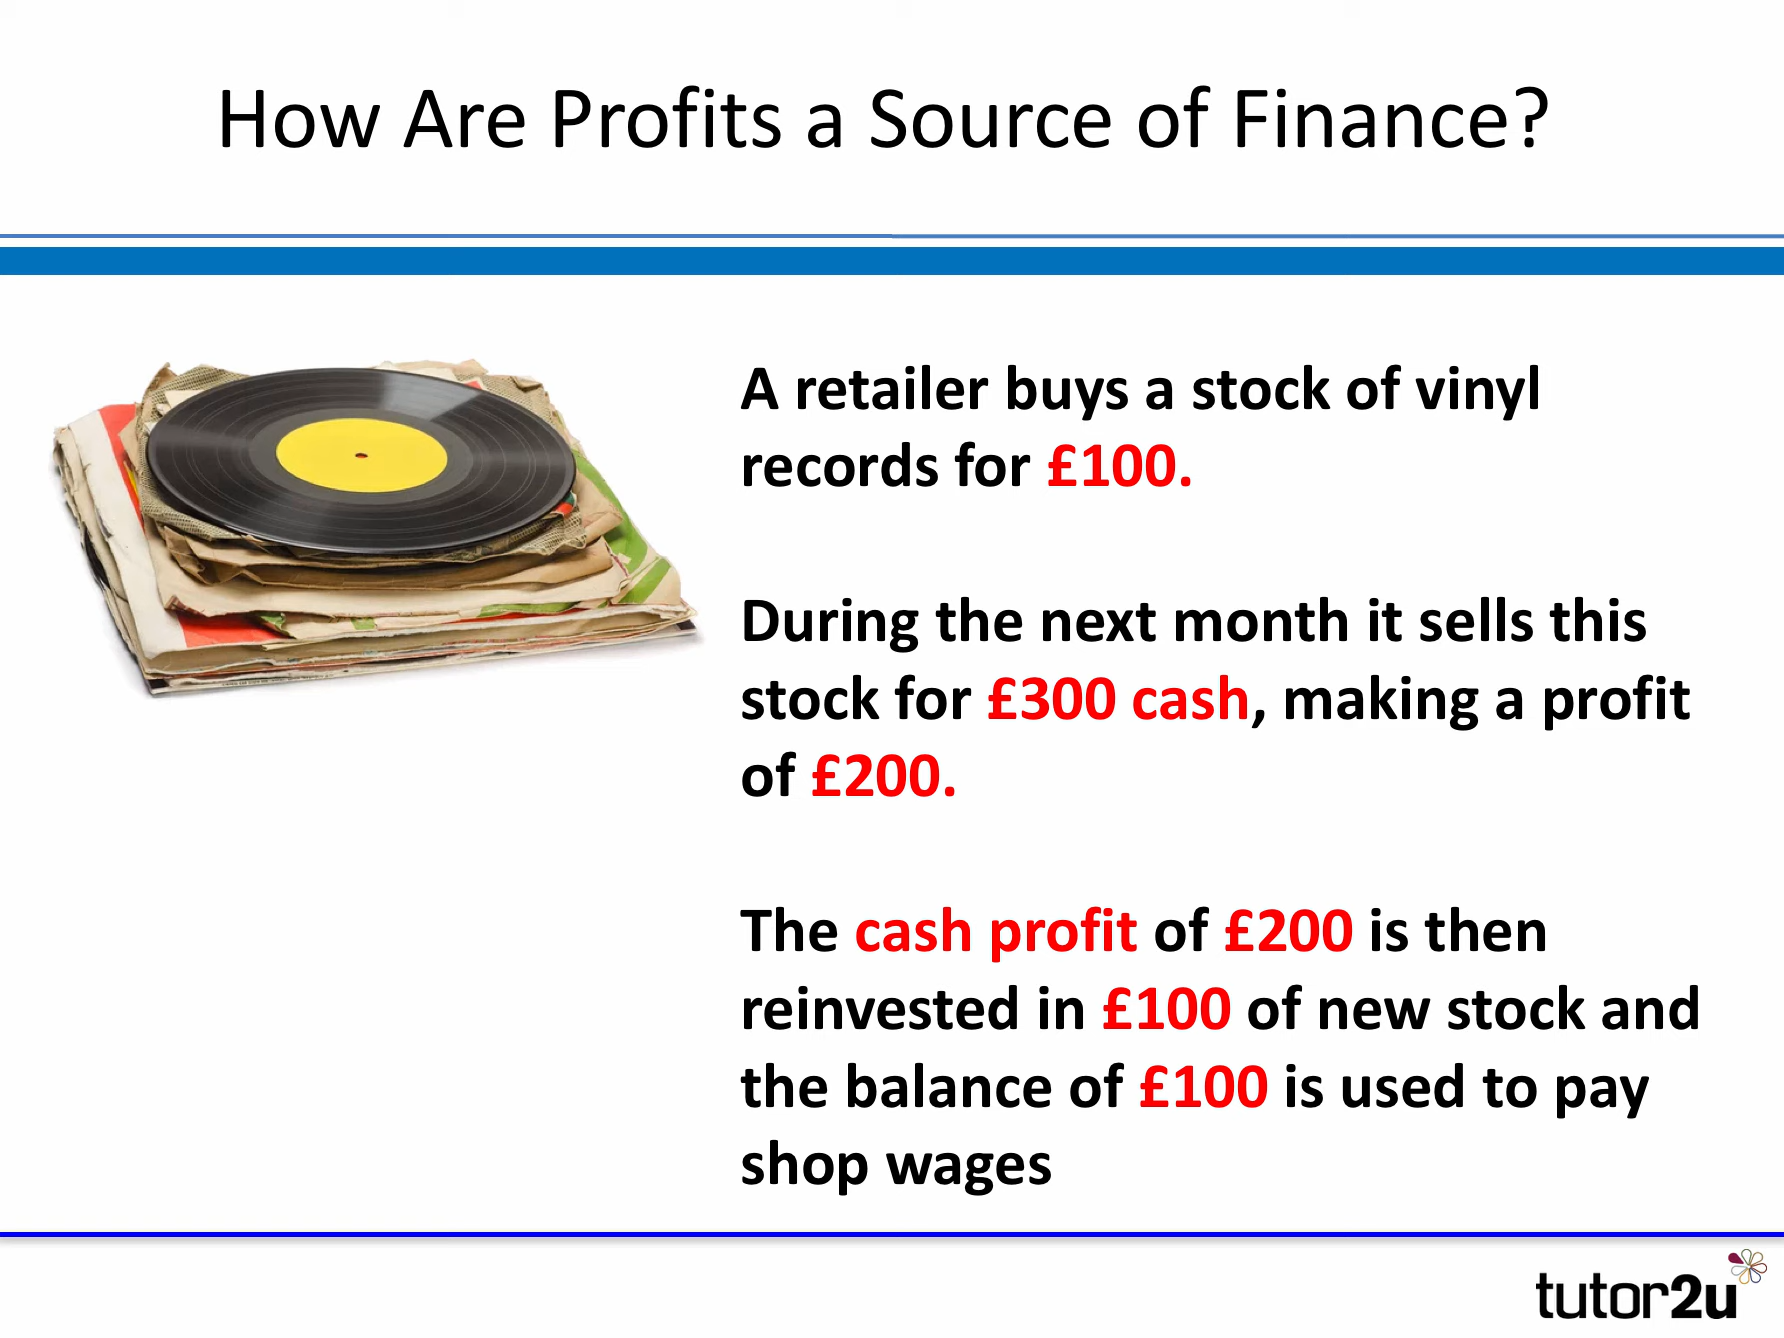 How Are Profits a Source of Finance?
A retailer buys a stock of vinyl
records for £100.
During the next month it sells this
stock for £300 cash, making a profit
of £200.
The cash profit of £200 is then
reinvested in £100 of new stock and
the balance of £100 is used to pay
shop wages
tutor2u